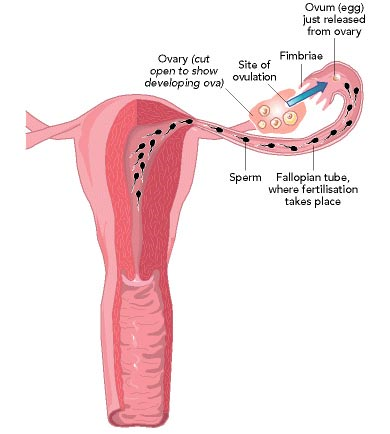 Ovum (egg)
just released
from ovary
Fimbriae
Site of
ovulation
Ovary (cut
open to show
developing ova)
Sperm
Fallopian tube,
where fertilisation
takes place